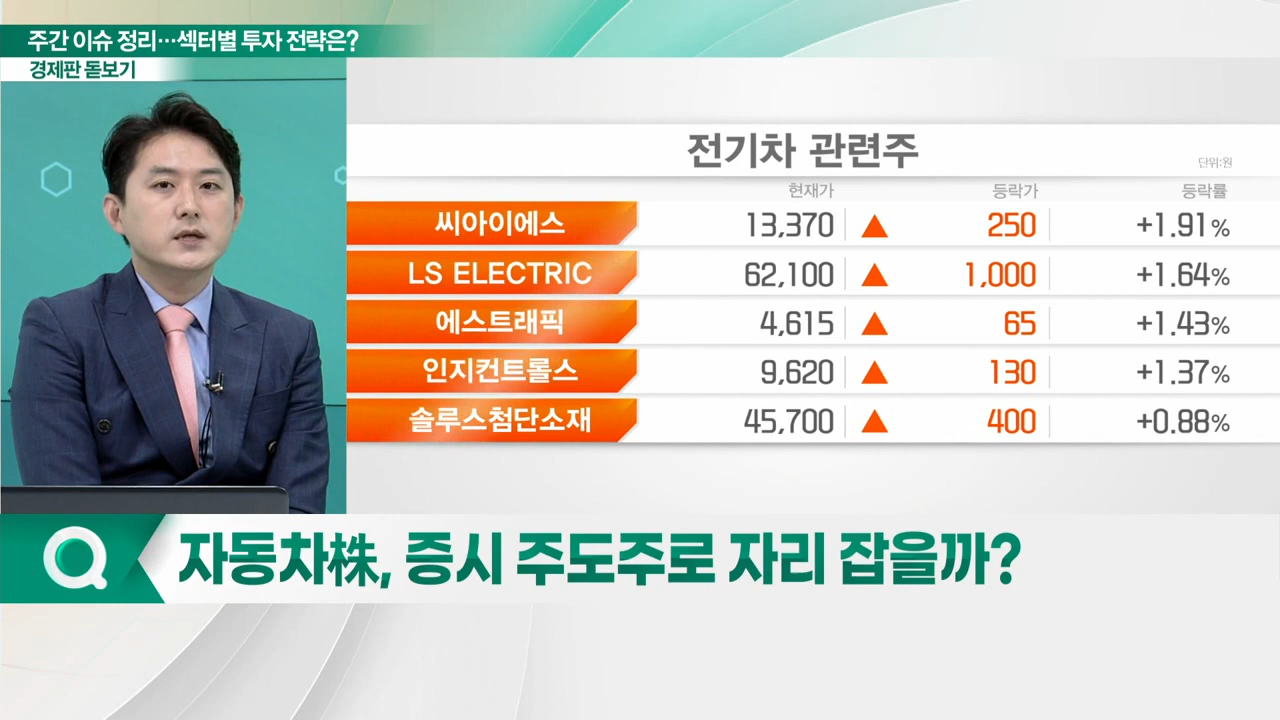 주간 이슈 정리…섹터별 투자 전략은?
경제판 돋보기
전기차 관련주
단위:원
현재가 등락가 등락률
씨아이에스 13,370 ▲ 250 +1.91%
LS ELECTRIC 62,100 ▲ 1,000 +1.64%
에스트래픽 4,615 ▲ 65 +1.43%
인지컨트롤스 9,620 ▲ 130 +1.37%
솔루스첨단소재 45,700 ▲ 400 +0.88%
자동차株, 증시 주도주로 자리 잡을까?